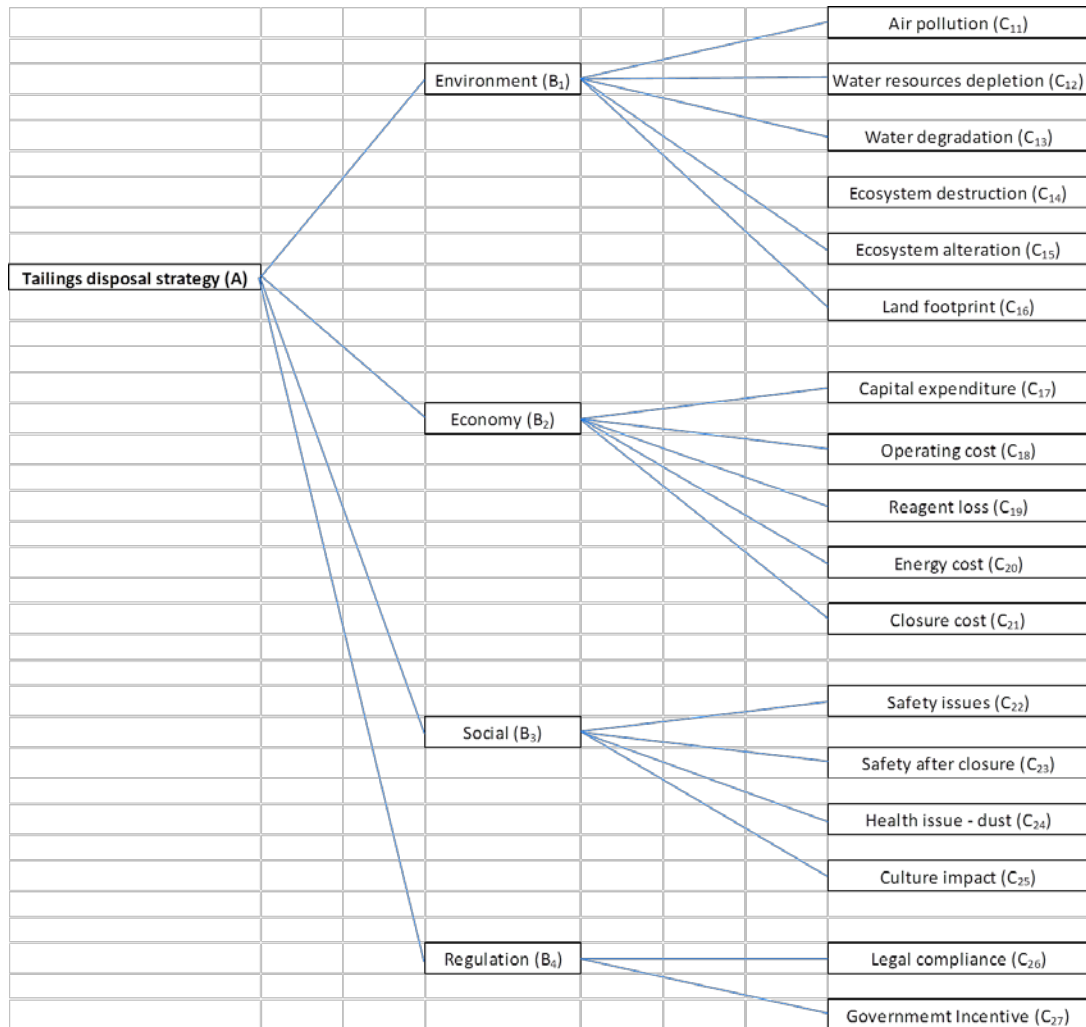 Air pollution (C₁₁)
Environment (B₁)
Water resources depletion (C₁₂)
Water degradation (C₁₃)
Ecosystem destruction (C₁₄)
Ecosystem alteration (C₁₅)
Tailings disposal strategy (A)
Land footprint (C₁₆)
Capital expenditure (C₁₇)
Economy (B₂)
Operating cost (C₁₈)
Reagent loss (C₁₉)
Energy cost (C₂₀)
Closure cost (C₂₁)
Safety issues (C₂₂)
Social (B₃)
Safety after closure (C₂₃)
Health issue - dust (C₂₄)
Culture impact (C₂₅)
Regulation (B₄)
Legal compliance (C₂₆)
Governemt Incentive (C₂₇)